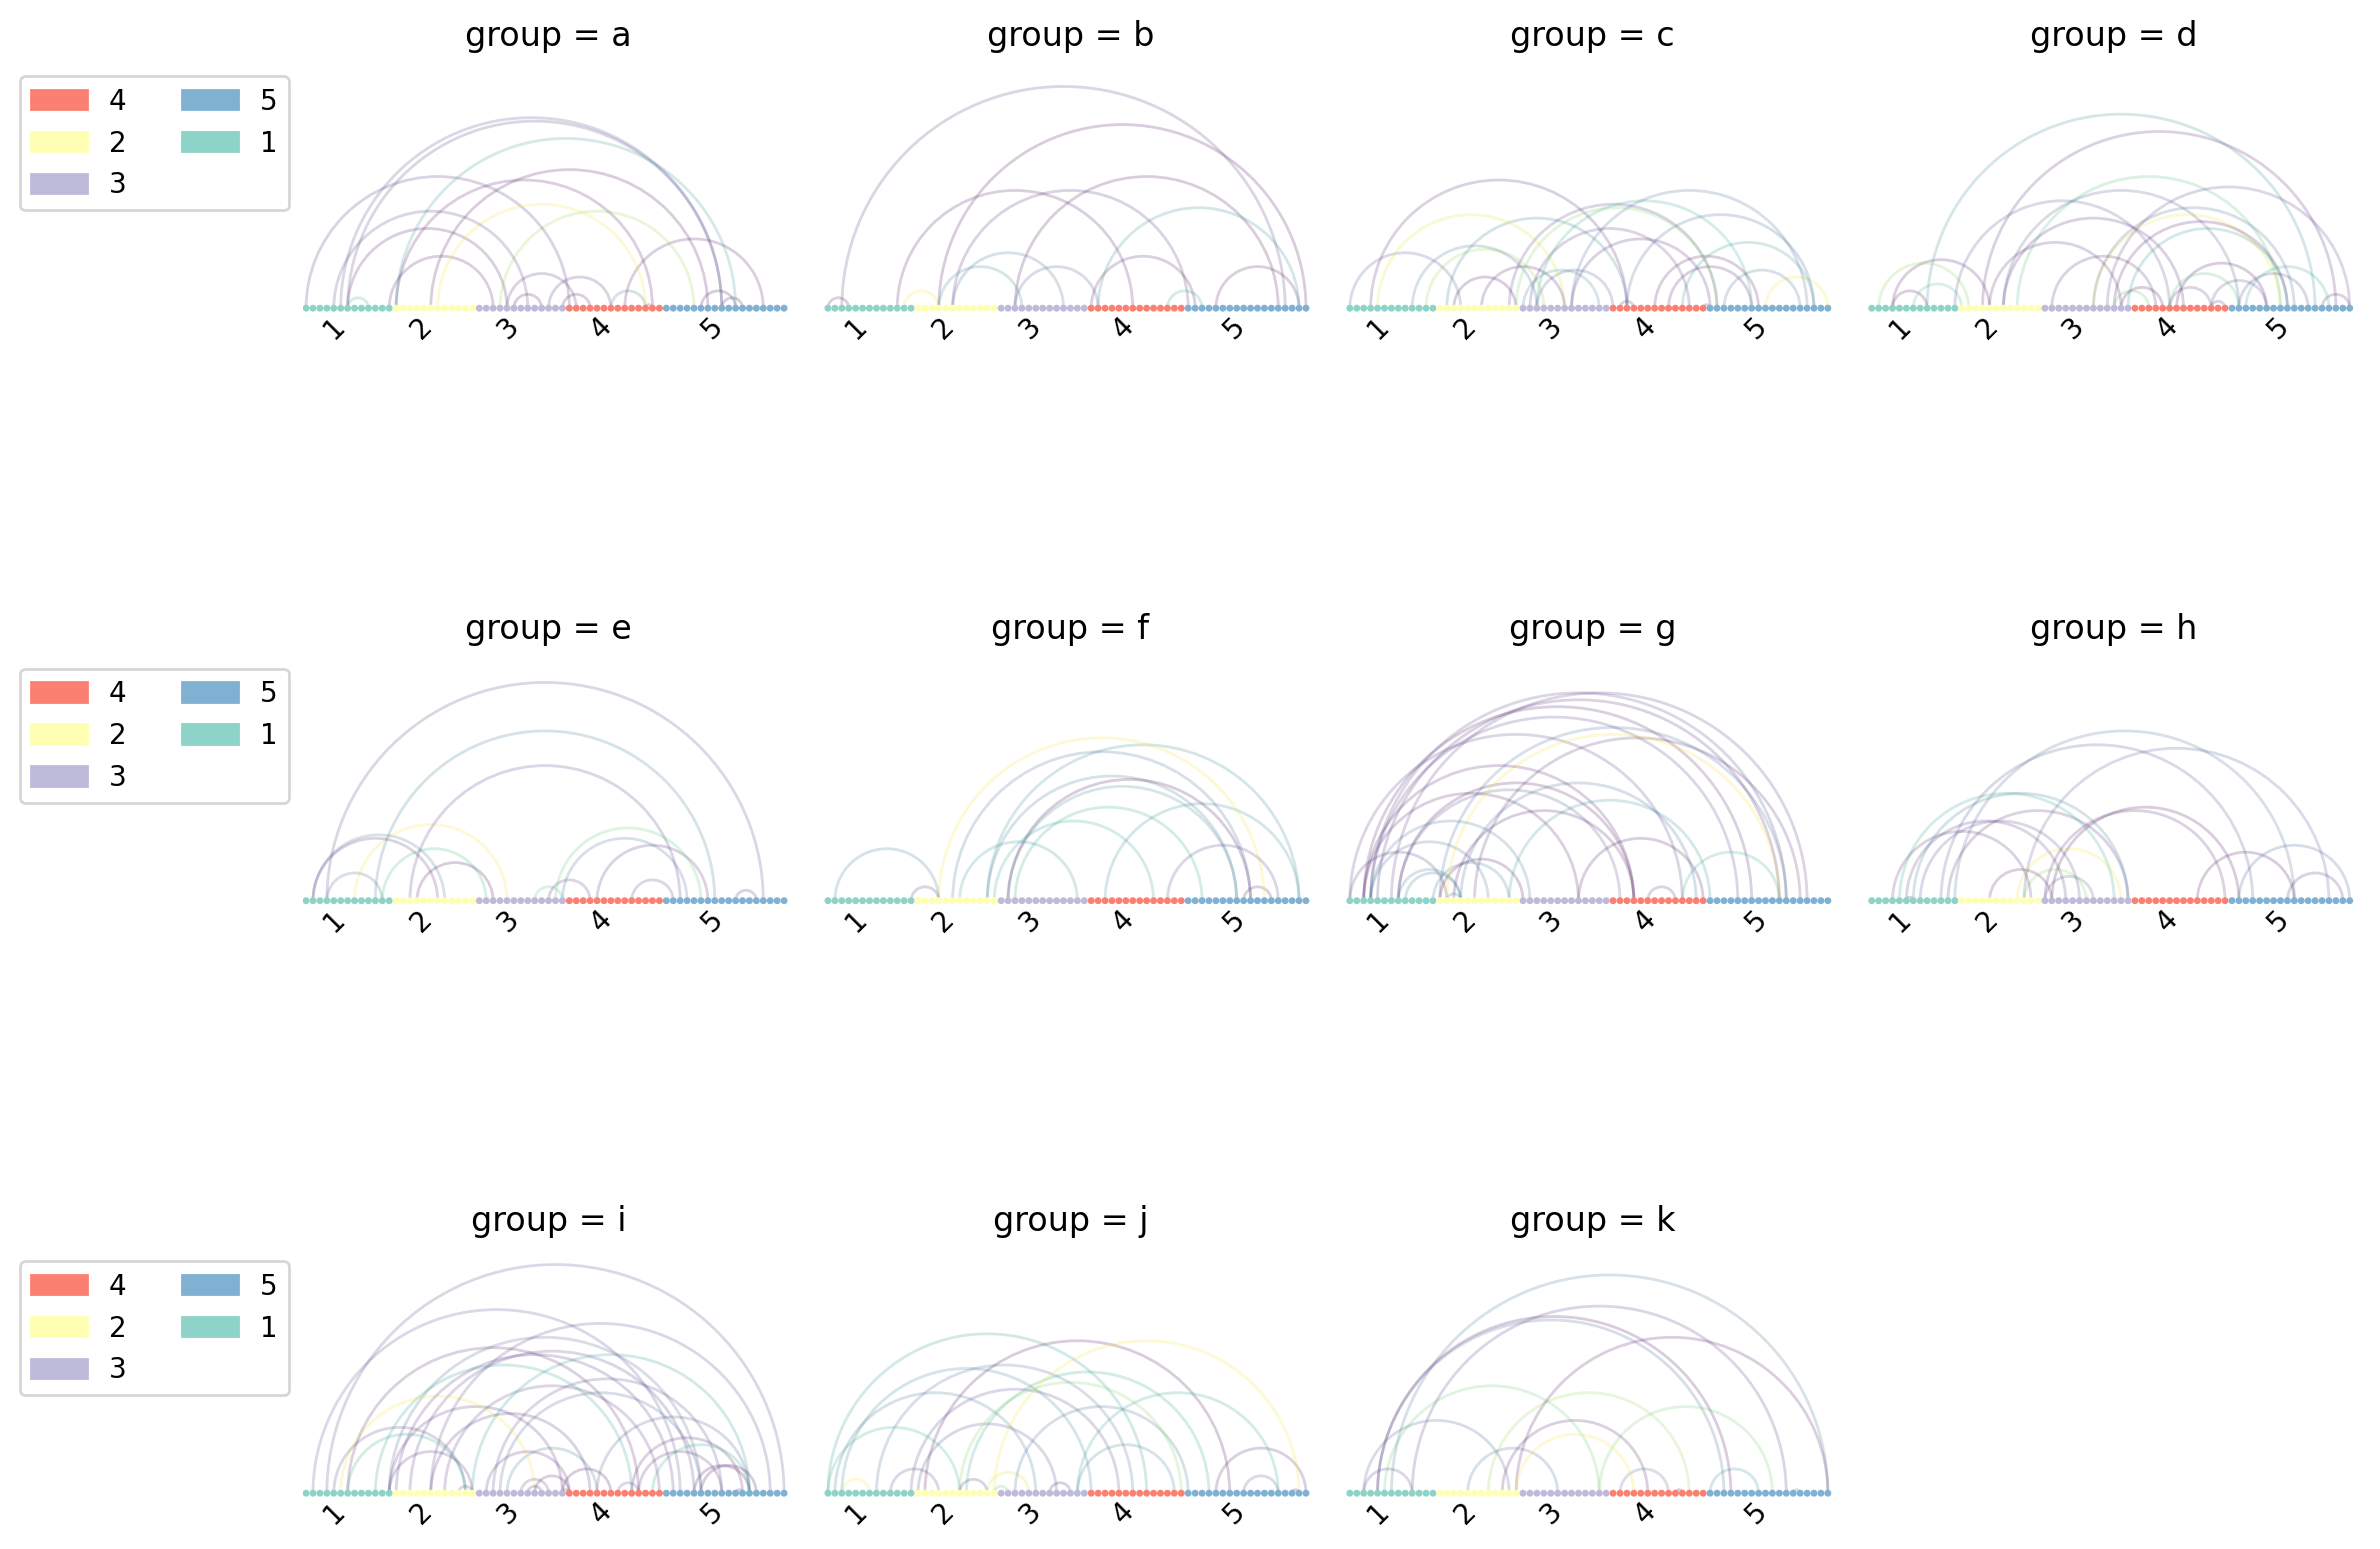 group = a
group = b
group = c
group = d
4 5
2 1
3
1 2 3 4 5
1 2 3 4 5
1 2 3 4 5
1 2 3 4 5
group = e
group = f
group = g
group = h
4 5
2 1
3
1 2 3 4 5
1 2 3 4 5
1 2 3 4 5
1 2 3 4 5
group = i
group = j
group = k
4 5
2 1
3
1 2 3 4 5
1 2 3 4 5
1 2 3 4 5